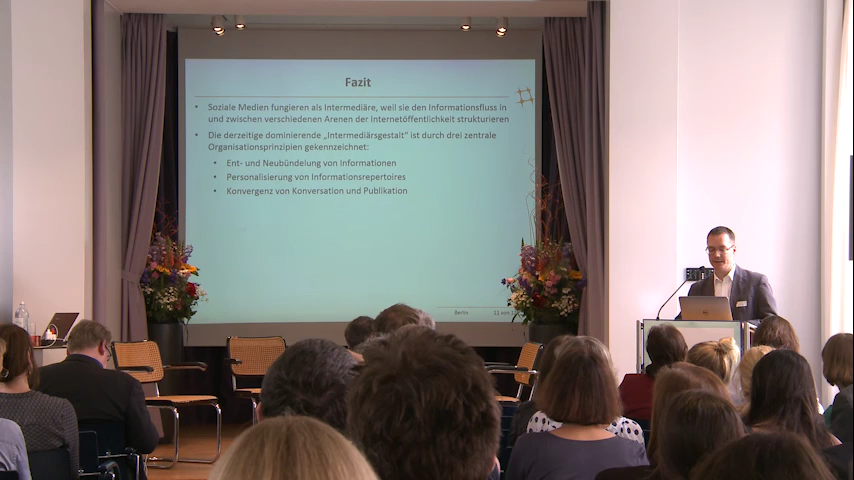 Fazit
Soziale Medien fungieren als Intermediäre, weil sie den Informationsfluss in
und zwischen verschiedenen Arenen der Internetöffentlichkeit strukturieren
Die derzeitige dominierende „Intermediärsgestalt" ist durch drei zentrale
Organisationsprinzipien gekennzeichnet:
Ent- und Neubündelung von Informationen
Personalisierung von Informationsrepertoires
Konvergenz von Konversation und Publikation
Berlin